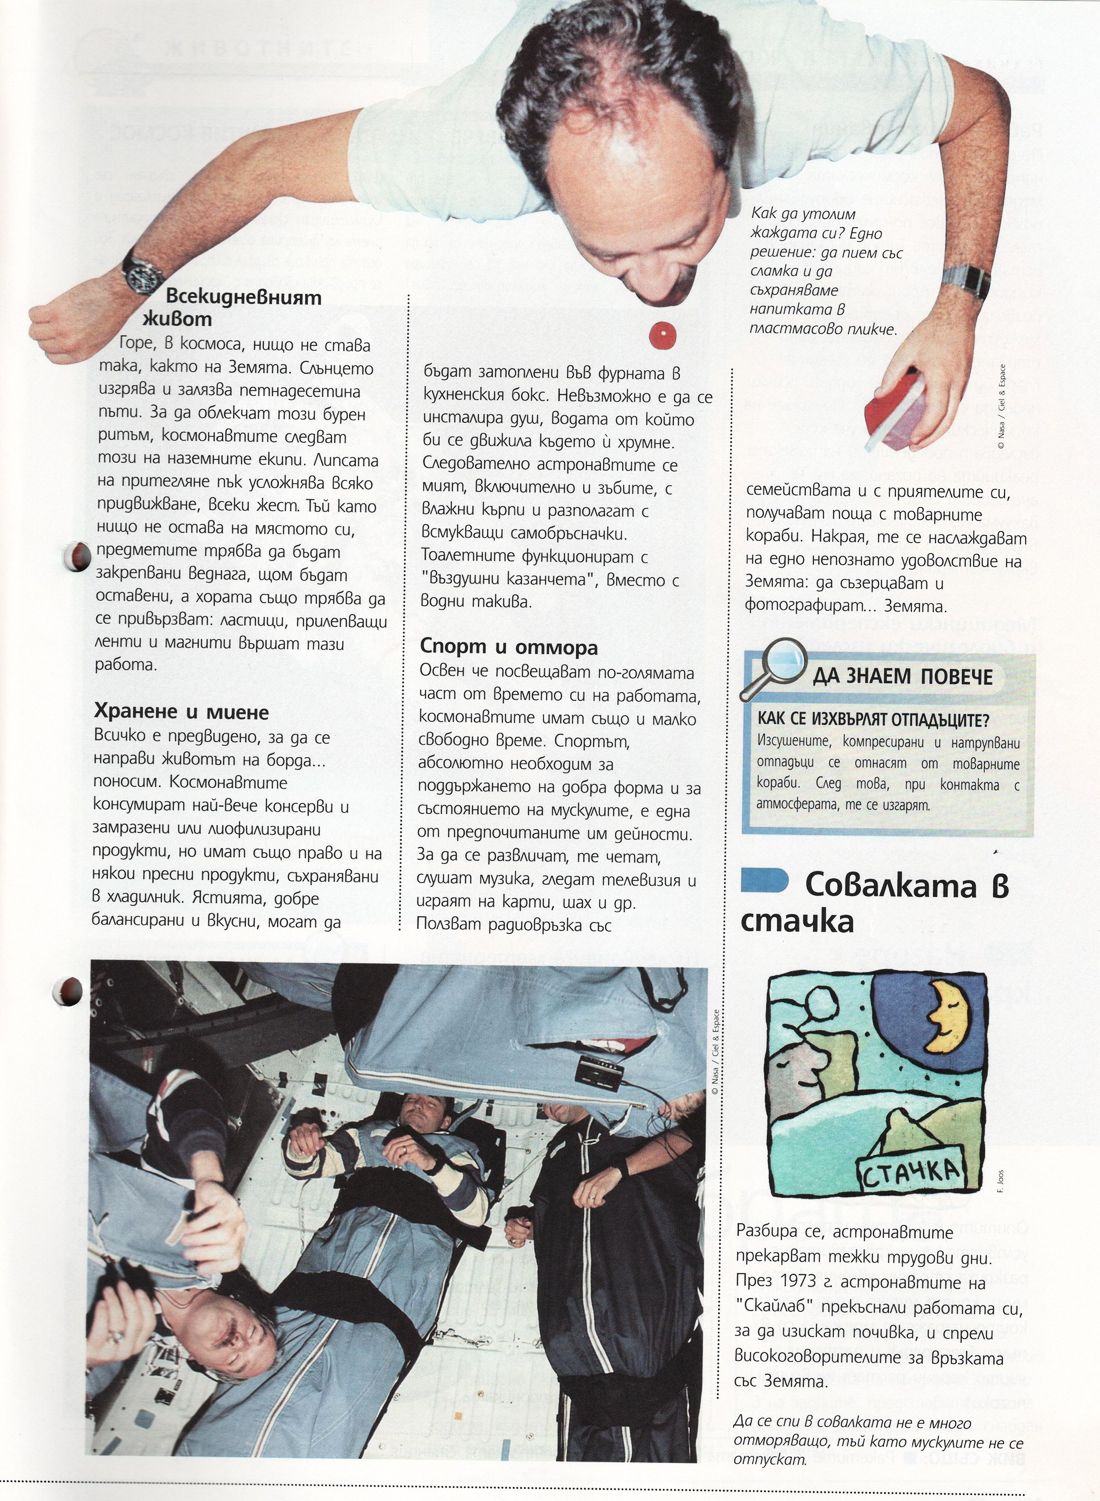 Как да утолим
жаждата си? Едно
решение: да пием със
сламка и да
съхраняваме
напитката в
пластмасово пликче.
© Nasa / Ciel & Espace
Всекидневният
живот
Горе, в космоса, нищо не става
така, както на Земята. Слънцето
изгрява и залязва петнадесетина
пъти. За да облекчат този бурен
ритъм, космонавтите следват
този на наземните екипи. Липсата
на притегляне пък усложнява всяко
придвижване, всеки жест. Тъй като
нищо не остава на мястото си,
предметите трябва да бъдат
закрепвани веднага, щом бъдат
оставени, а хората също трябва да
се привързват: ластици, прилепващи
ленти и магнити вършат тази
работа.
Хранене и миене
Всичко е предвидено, за да се
направи животът на борда...
поносим. Космонавтите
консумират най-вече консерви и
замразени или лиофилизирани
продукти, но имат също право и на
някои пресни продукти, съхранявани
в хладилник. Ястията, добре
балансирани и вкусни, могат да
бъдат затоплени във фурната в
кухненския бокс. Невъзможно е да се
инсталира душ, водата от който
би се движила където ѝ хрумне.
Следователно астронавтите се
мият, включително и зъбите, с
влажни кърпи и разполагат с
всмукващи самобръсначки.
Тоалетните функционират с
"въздушни казанчета", вместо с
водни такива.
Спорт и отмора
Освен че посвещават по-голямата
част от времето си на работата,
космонавтите имат също и малко
свободно време. Спортът,
абсолютно необходим за
поддържането на добра форма и за
състоянието на мускулите, е една
от предпочитаните им дейности.
За да се развличат, те четат,
слушат музика, гледат телевизия и
играят на карти, шах и др.
Ползват радиовръзка със
семействата и с приятелите си,
получават поща с товарните
кораби. Накрая, те се наслаждават
на едно непознато удоволствие на
Земята: да съзерцават и
фотографират... Земята.
ДА ЗНАЕМ ПОВЕЧЕ
КАК СЕ ИЗХВЪРЛЯТ ОТПАДЪЦИТЕ?
Изсушените, компресирани и натрупвани
отпадъци се отнасят от товарните
кораби. След това, при контакта с
атмосферата, те се изгарят.
Совалката в
стачка
СТАЧКА
F. Joos
Разбира се, астронавтите
прекарват тежки трудови дни.
През 1973 г. астронавтите на
"Скайлаб" прекъснали работата си,
за да изискат почивка, и спрели
високоговорителите за връзката
със Земята.
© Nasa / Ciel & Espace
Да се спи в совалката не е много
отморяващо, тъй като мускулите не се
отпускат.